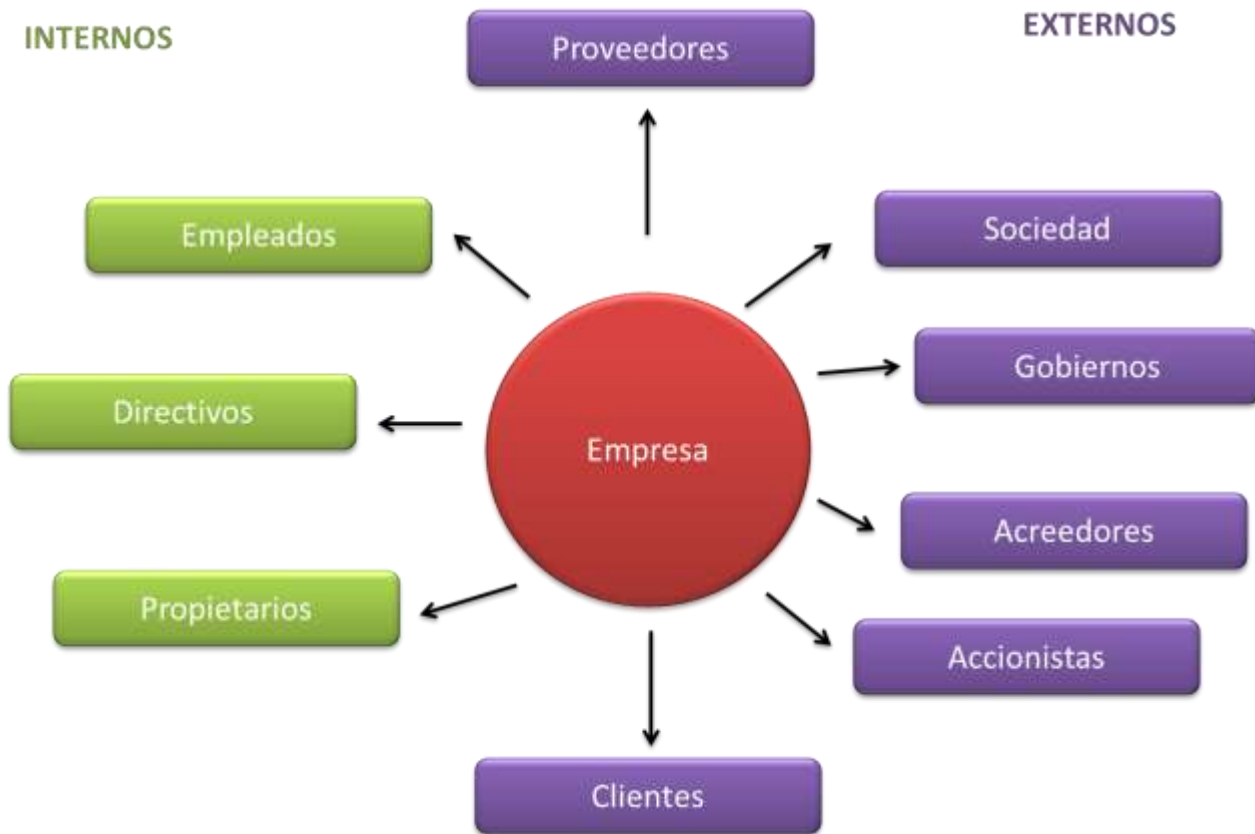 INTERNOS
EXTERNOS
Proveedores
Empleados
Sociedad
Directivos
Gobiernos
Empresa
Propietarios
Acreedores
Accionistas
Clientes